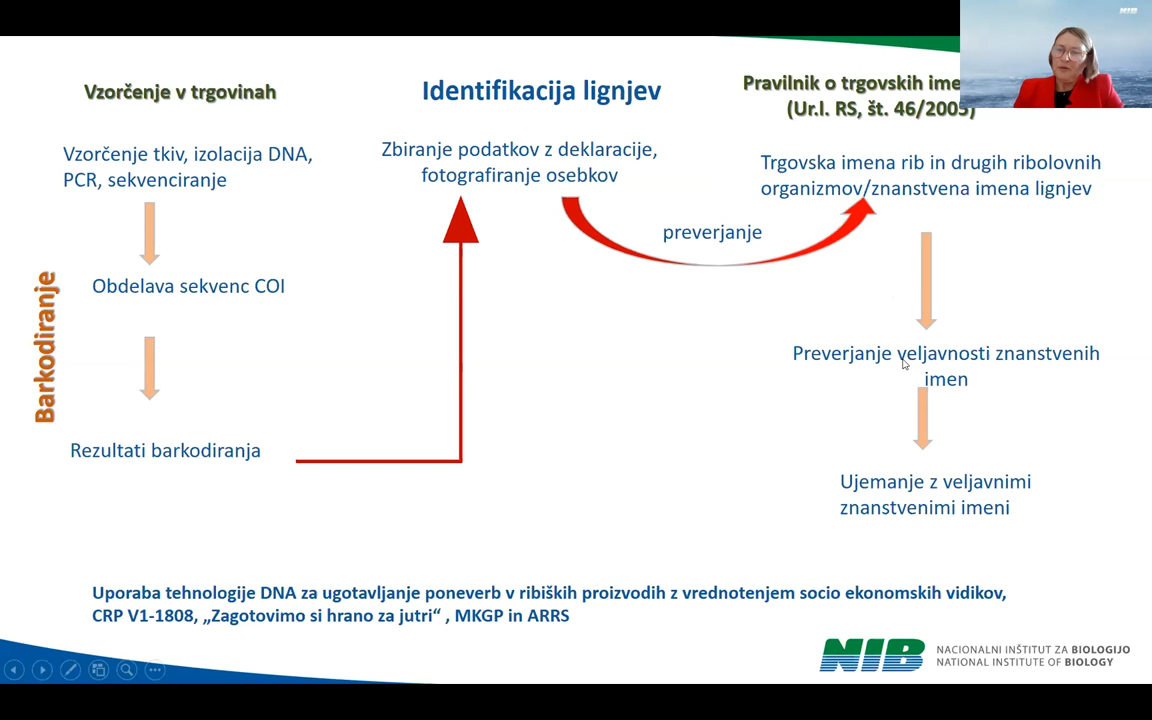 Vzorčenje v trgovinah
Vzorčenje tkiv, izolacija DNA,
PCR, sekvenciranje
Obdelava sekvenc COI
Rezultati barkodiranja
Barkodiranje
Identifikacija lignjev
Zbiranje podatkov z deklaracije,
fotografiranje osebkov
preverjanje
Pravilnik o trgovskih
(Ur.l. RS, št. 46/2005)
Trgovska imena rib in drugih ribolovnih
organizmov/znanstvena imena lignjev
Preverjanje veljavnosti znanstvenih
imen
Ujemanje z veljavnimi
znanstvenimi imeni
Uporaba tehnologije DNA za ugotavljanje poneverb v ribiških proizvodih z vrednotenjem socio ekonomskih vidikov,
CRP V1-1808, „Zagotovimo si hrano za jutri“ , MKGP in ARRS
NIB
NACIONALNI INŠTITUT ZA BIOLOGIJO
NATIONAL INSTITUTE OF BIOLOGY
NIB